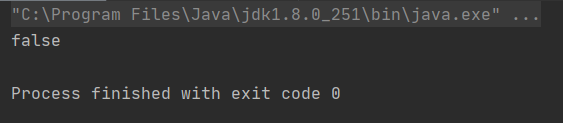 "C:\Program Files\Java\jdk1.8.0_251\bin\java.exe" ...
false
Process finished with exit code 0